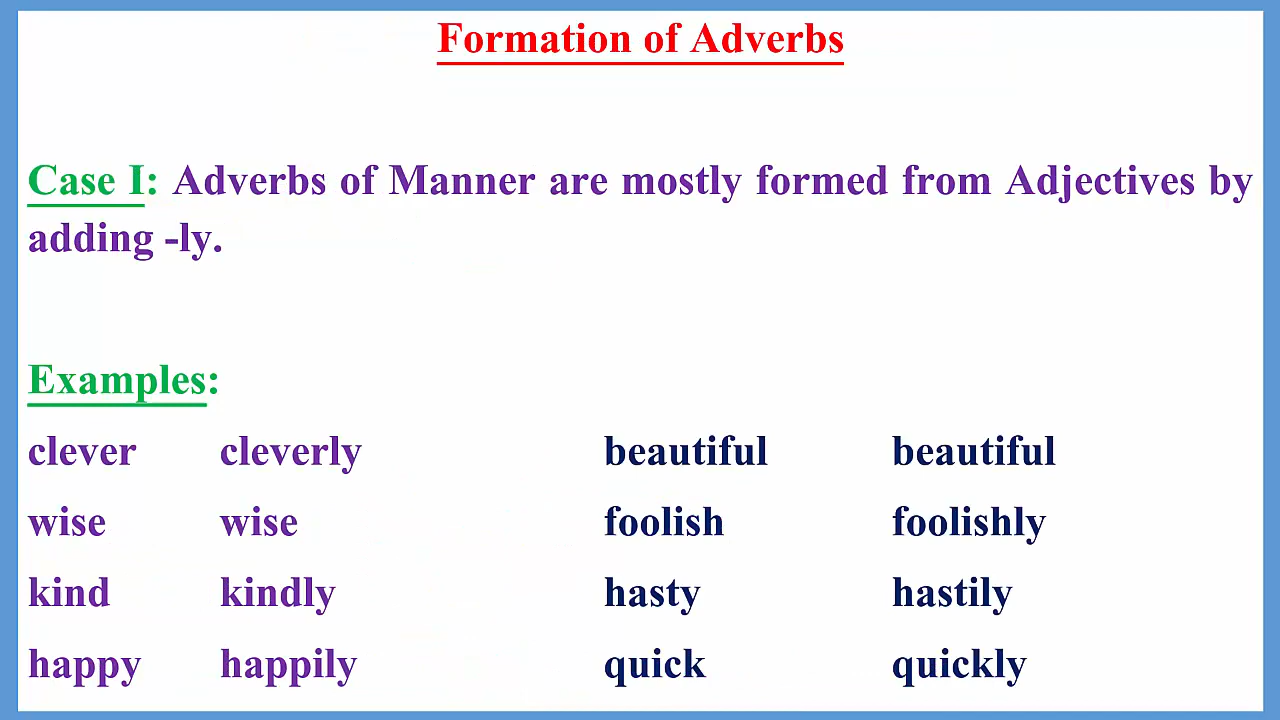 Formation of Adverbs
Case I: Adverbs of Manner are mostly formed from Adjectives by
adding -ly.
Examples:
clever cleverly beautiful beautiful
wise wise foolish foolishly
kind kindly hasty hastily
happy happily quick quickly